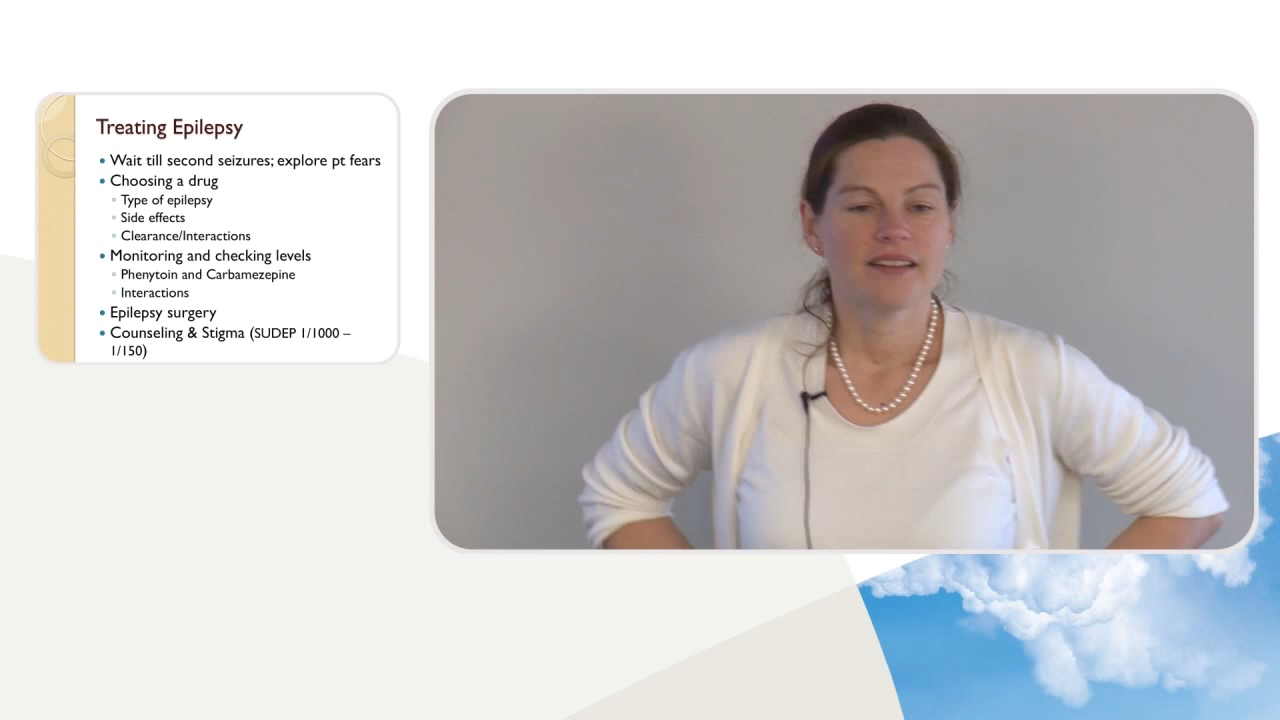 Treating Epilepsy
• Wait till second seizures; explore pt fears
• Choosing a drug
◦ Type of epilepsy
◦ Side effects
◦ Clearance/Interactions
• Monitoring and checking levels
◦ Phenytoin and Carbamezepine
◦ Interactions
• Epilepsy surgery
• Counseling & Stigma (SUDEP 1/1000 –
1/150)